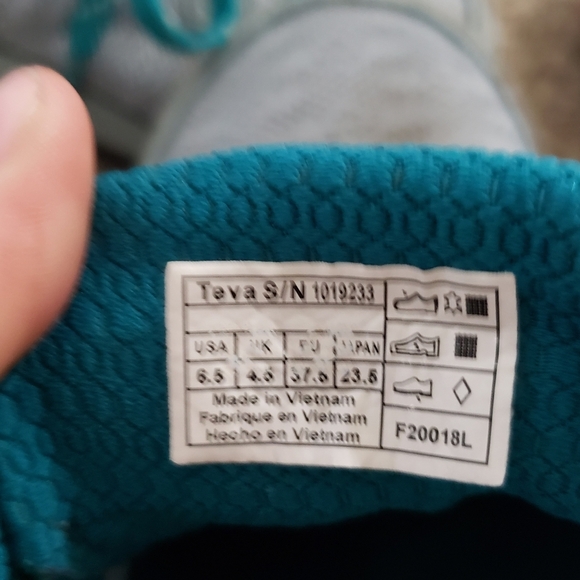 Teva S/N 1019233
USA UK EU JAPAN
6.5 4.5 37.5 23.5
Made in Vietnam
Fabrique en Vietnam
Hecho en Vietnam
F20018L